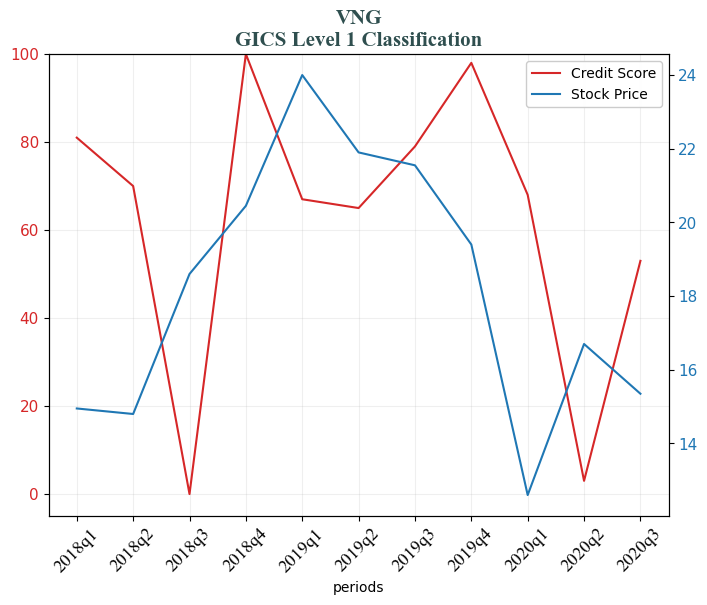 VNG
GICS Level 1 Classification
Credit Score
Stock Price
100
80
60
40
20
0
24
22
20
18
16
14
2018q1
2018q2
2018q3
2018q4
2019q1
2019q2
2019q3
2019q4
2020q1
2020q2
2020q3
periods